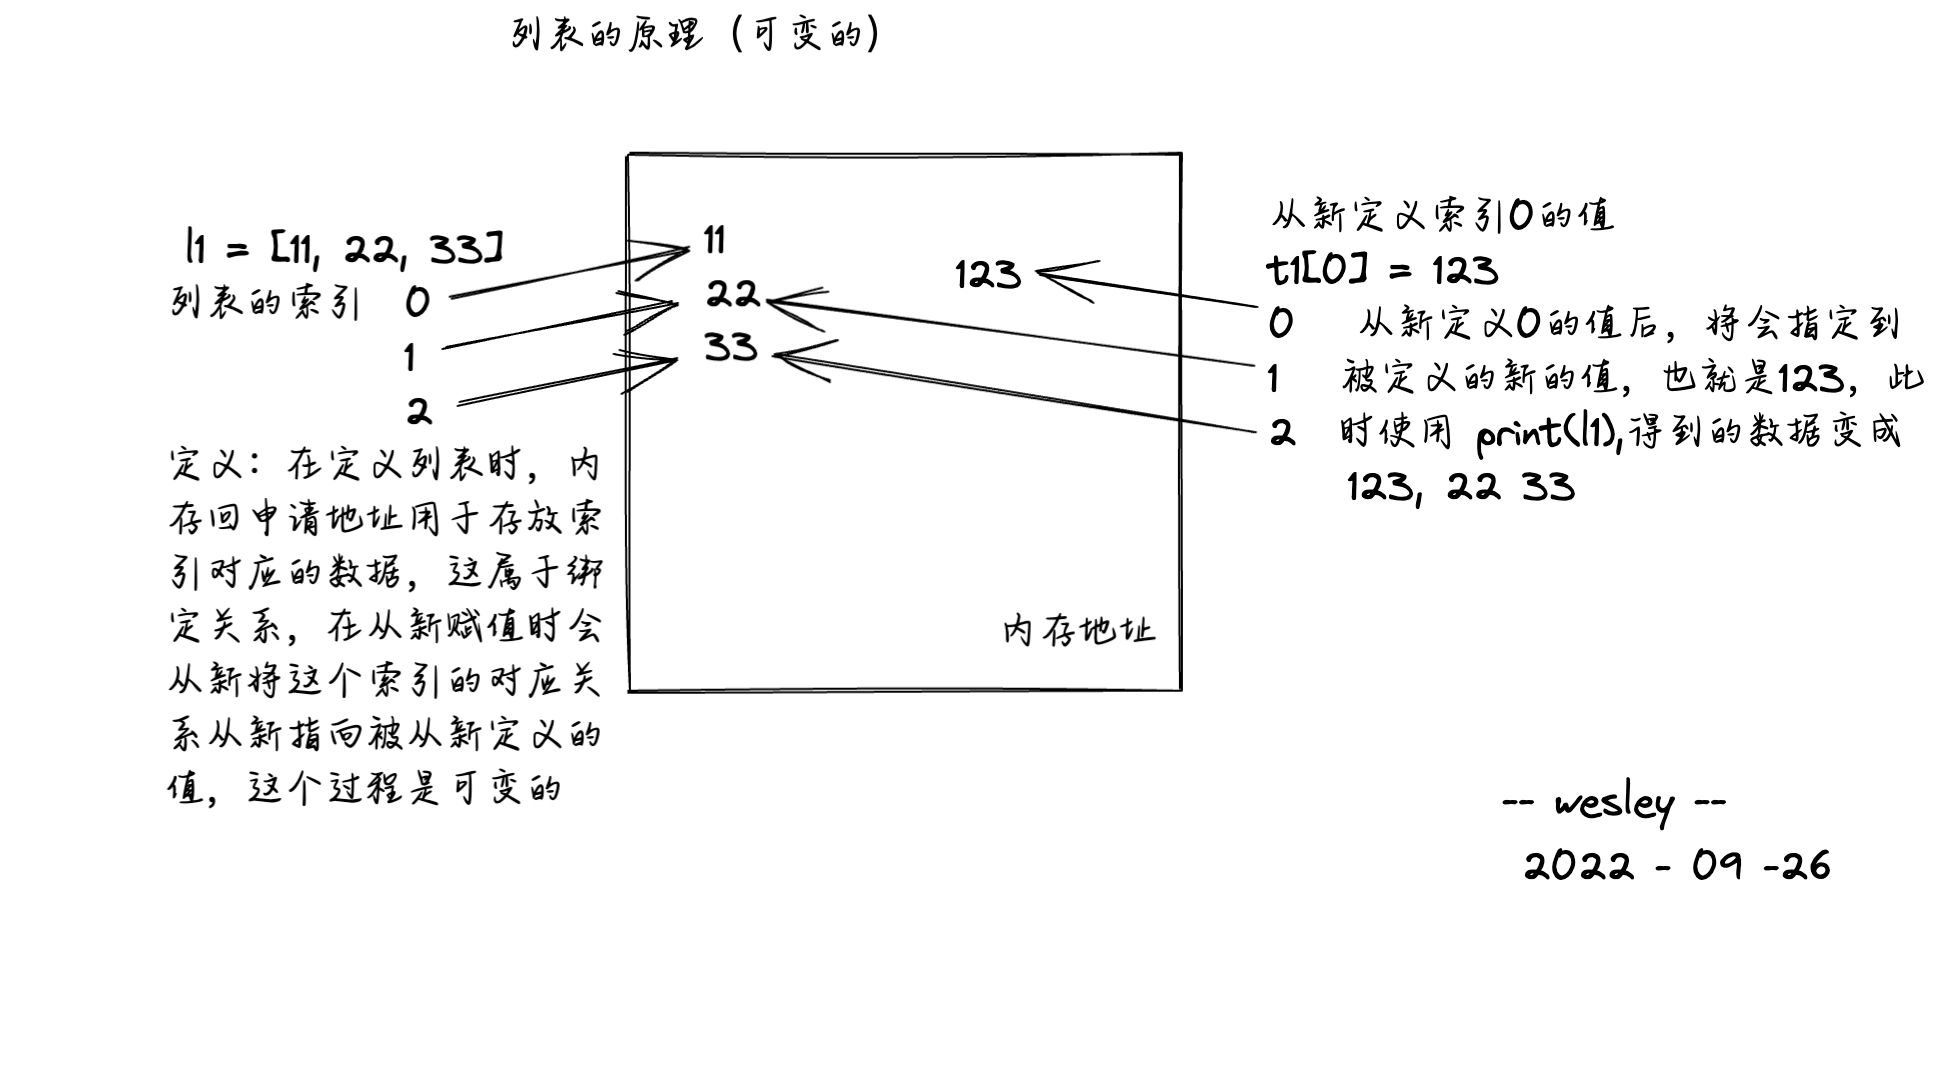 列表的原理（可变的）
l1 = [11, 22, 33]
列表的索引 0
1
2
定义：在定义列表时，内
存回申请地址用于存放索
引对应的数据，这属于绑
定关系，在从新赋值时会
从新将这个索引的对应关
系从新指向被从新定义的
值，这个过程是可变的
11
22
33
123
内存地址
从新定义索引0的值
t1[0] = 123
0 从新定义0的值后，将会指定到
1 被定义的新的值，也就是123，此
2 时使用 print(l1),得到的数据变成
123, 22 33
-- wesley --
2022 - 09 -26